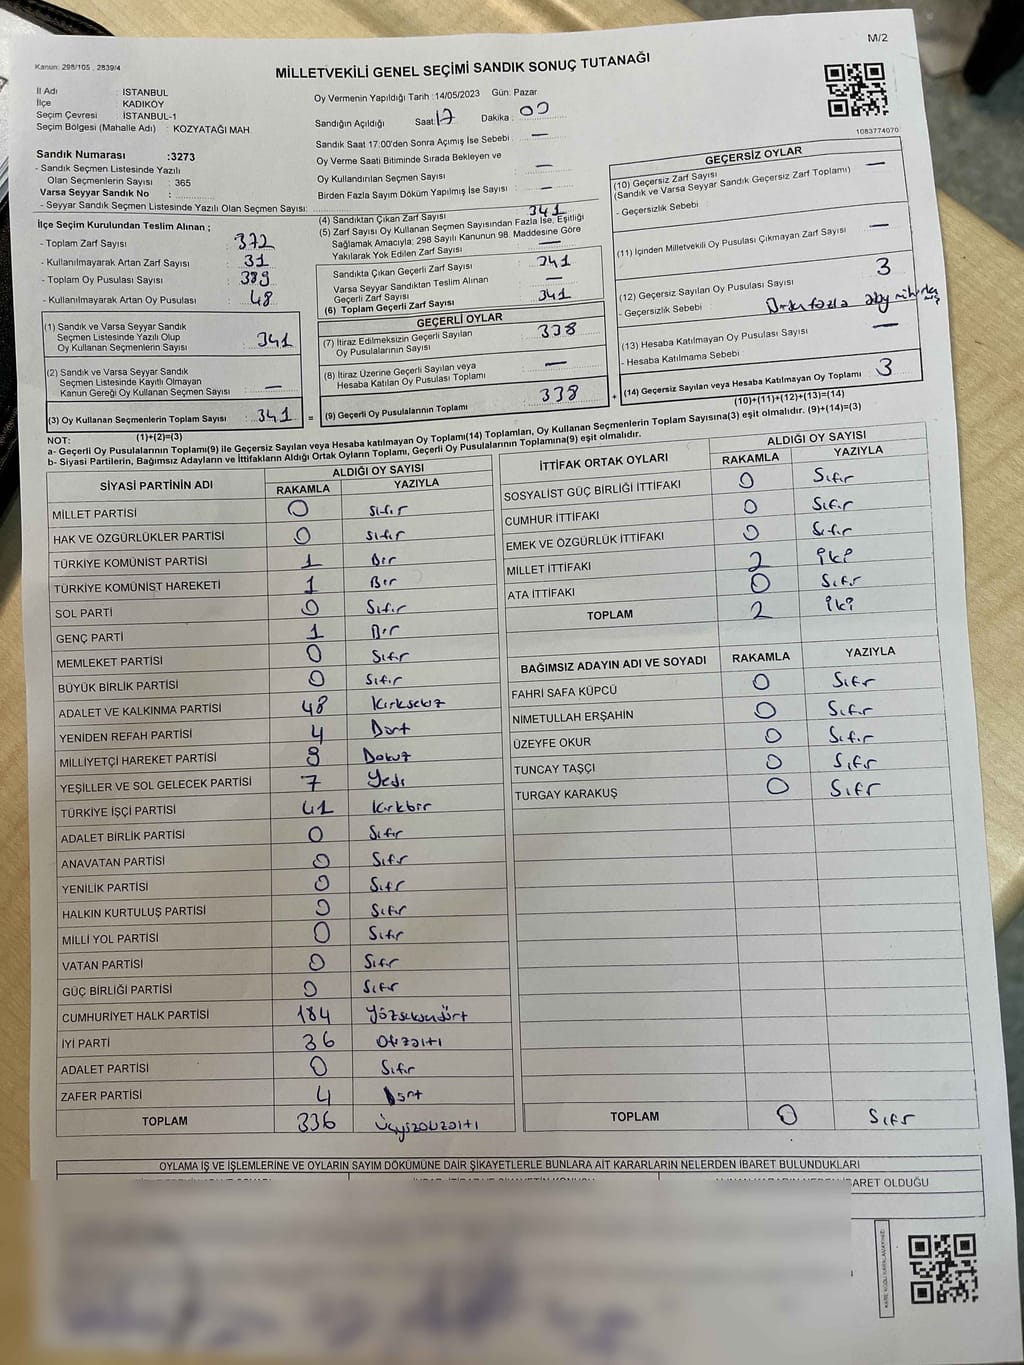 M/2
Kanun: 298/105 , 2839/4
MİLLETVEKİLİ GENEL SEÇİMİ SANDIK SONUÇ TUTANAĞI
İl Adı : İSTANBUL
İlçe : KADIKÖY
Seçim Çevresi : İSTANBUL-1
Seçim Bölgesi (Mahalle Adı) : KOZYATAĞI MAH.
Oy Vermenin Yapıldığı Tarih :14/05/2023 Gün: Pazar
Sandığın Açıldığı Saat: 17 Dakika : 00
Sandık Saat 17.00'den Sonra Açımış İse Sebebi : —
Oy Verme Saati Bitiminde Sırada Bekleyen ve
Oy Kullandırılan Seçmen Sayısı : —
Birden Fazla Sayım Döküm Yapılmış İse Sayısı : —
1083774070
Sandık Numarası :3273
- Sandık Seçmen Listesinde Yazılı
Olan Seçmenlerin Sayısı : 365
Varsa Seyyar Sandık No :
- Seyyar Sandık Seçmen Listesinde Yazılı Olan Seçmen Sayısı:
İlçe Seçim Kurulundan Teslim Alınan ;
- Toplam Zarf Sayısı : 372
- Kullanılmayarak Artan Zarf Sayısı : 31
- Toplam Oy Pusulası Sayısı : 389
- Kullanılmayarak Artan Oy Pusulası : 48
(1) Sandık ve Varsa Seyyar Sandık
Seçmen Listesinde Yazılı Olup
Oy Kullanan Seçmenlerin Sayısı : 341
(2) Sandık ve Varsa Seyyar Sandık
Seçmen Listesinde Kayıtlı Olmayan
Kanun Gereği Oy Kullanan Seçmen Sayısı : —
(3) Oy Kullanan Seçmenlerin Toplam Sayısı : 341 =
(1)+(2)=(3)
(4) Sandıktan Çıkan Zarf Sayısı : 341
(5) Zarf Sayısı Oy Kullanan Seçmen Sayısından Fazla İse, Eşitliği
Sağlamak Amacıyla; 298 Sayılı Kanunun 98. Maddesine Göre
Yakılarak Yok Edilen Zarf Sayısı : —
Sandıkta Çıkan Geçerli Zarf Sayısı : 341
Varsa Seyyar Sandıktan Teslim Alınan
Geçerli Zarf Sayısı : —
(6) Toplam Geçerli Zarf Sayısı : 341
GEÇERLİ OYLAR
(7) İtiraz Edilmeksizin Geçerli Sayılan
Oy Pusulalarının Sayısı : 338
(8) İtiraz Üzerine Geçerli Sayılan veya
Hesaba Katılan Oy Pusulası Toplamı : —
(9) Geçerli Oy Pusulalarının Toplamı : 338 +
GEÇERSİZ OYLAR
(10) Geçersiz Zarf Sayısı : —
(Sandık ve Varsa Seyyar Sandık Geçersiz Zarf Toplamı)
- Geçersizlik Sebebi :
(11) İçinden Milletvekili Oy Pusulası Çıkmayan Zarf Sayısı : —
(12) Geçersiz Sayılan Oy Pusulası Sayısı : 3
- Geçersizlik Sebebi :
(13) Hesaba Katılmayan Oy Pusulası Sayısı : —
- Hesaba Katılmama Sebebi :
(14) Geçersiz Sayılan veya Hesaba Katılmayan Oy Toplamı : 3
(10)+(11)+(12)+(13)=(14)
NOT:
a- Geçerli Oy Pusulalarının Toplamı(9) ile Geçersiz Sayılan veya Hesaba katılmayan Oy Toplamı(14) Toplamları, Oy Kullanan Seçmenlerin Toplam Sayısına(3) eşit olmalıdır. (9)+(14)=(3)
b- Siyasi Partilerin, Bağımsız Adayların ve İttifakların Aldığı Ortak Oyların Toplamı, Geçerli Oy Pusulalarının Toplamına(9) eşit olmalıdır.
SİYASİ PARTİNİN ADI
ALDIĞI OY SAYISI
RAKAMLA YAZIYLA
MİLLET PARTİSİ 0 Sıfır
HAK VE ÖZGÜRLÜKLER PARTİSİ 0 Sıfır
TÜRKİYE KOMÜNİST PARTİSİ 1 Bir
TÜRKİYE KOMÜNİST HAREKETİ 1 Bir
SOL PARTİ 0 Sıfır
GENÇ PARTİ 1 Bir
MEMLEKET PARTİSİ 0 Sıfır
BÜYÜK BİRLİK PARTİSİ 0 Sıfır
ADALET VE KALKINMA PARTİSİ 48 Kırksekiz
YENİDEN REFAH PARTİSİ 4 Dört
MİLLİYETÇİ HAREKET PARTİSİ 9 Dokuz
YEŞİLLER VE SOL GELECEK PARTİSİ 7 Yedi
TÜRKİYE İŞÇİ PARTİSİ 41 Kırkbir
ADALET BİRLİK PARTİSİ 0 Sıfır
ANAVATAN PARTİSİ 0 Sıfır
YENİLİK PARTİSİ 0 Sıfır
HALKIN KURTULUŞ PARTİSİ 0 Sıfır
MİLLİ YOL PARTİSİ 0 Sıfır
VATAN PARTİSİ 0 Sıfır
GÜÇ BİRLİĞİ PARTİSİ 0 Sıfır
CUMHURİYET HALK PARTİSİ 184 Yüzseksendört
İYİ PARTİ 36 Otuzaltı
ADALET PARTİSİ 0 Sıfır
ZAFER PARTİSİ 4 Dört
TOPLAM 336 Üçyüzotuzaltı
İTTİFAK ORTAK OYLARI
ALDIĞI OY SAYISI
RAKAMLA YAZIYLA
SOSYALİST GÜÇ BİRLİĞİ İTTİFAKI 0 Sıfır
CUMHUR İTTİFAKI 0 Sıfır
EMEK VE ÖZGÜRLÜK İTTİFAKI 0 Sıfır
MİLLET İTTİFAKI 2 İki
ATA İTTİFAKI 0 Sıfır
TOPLAM 2 İki
BAĞIMSIZ ADAYIN ADI VE SOYADI RAKAMLA YAZIYLA
FAHRİ SAFA KÜPCÜ 0 Sıfır
NİMETULLAH ERŞAHİN 0 Sıfır
ÜZEYFE OKUR 0 Sıfır
TUNCAY TAŞÇI 0 Sıfır
TURGAY KARAKUŞ 0 Sıfır
TOPLAM 0 Sıfır
OYLAMA İŞ VE İŞLEMLERİNE VE OYLARIN SAYIM DÖKÜMÜNE DAİR ŞİKAYETLERLE BUNLARA AİT KARARLARIN NELERDEN İBARET BULUNDUKLARI
İBARET OLDUĞU